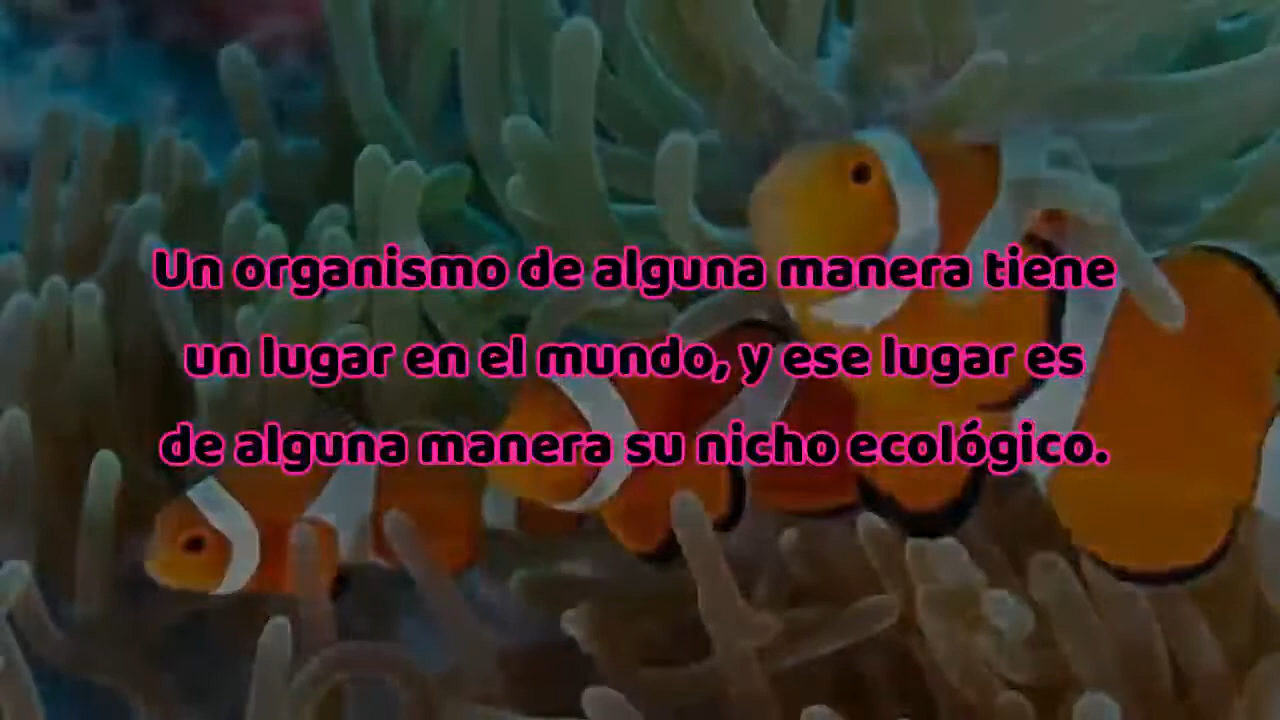 Un organismo de alguna manera tiene
un lugar en el mundo, y ese lugar es
de alguna manera su nicho ecológico.